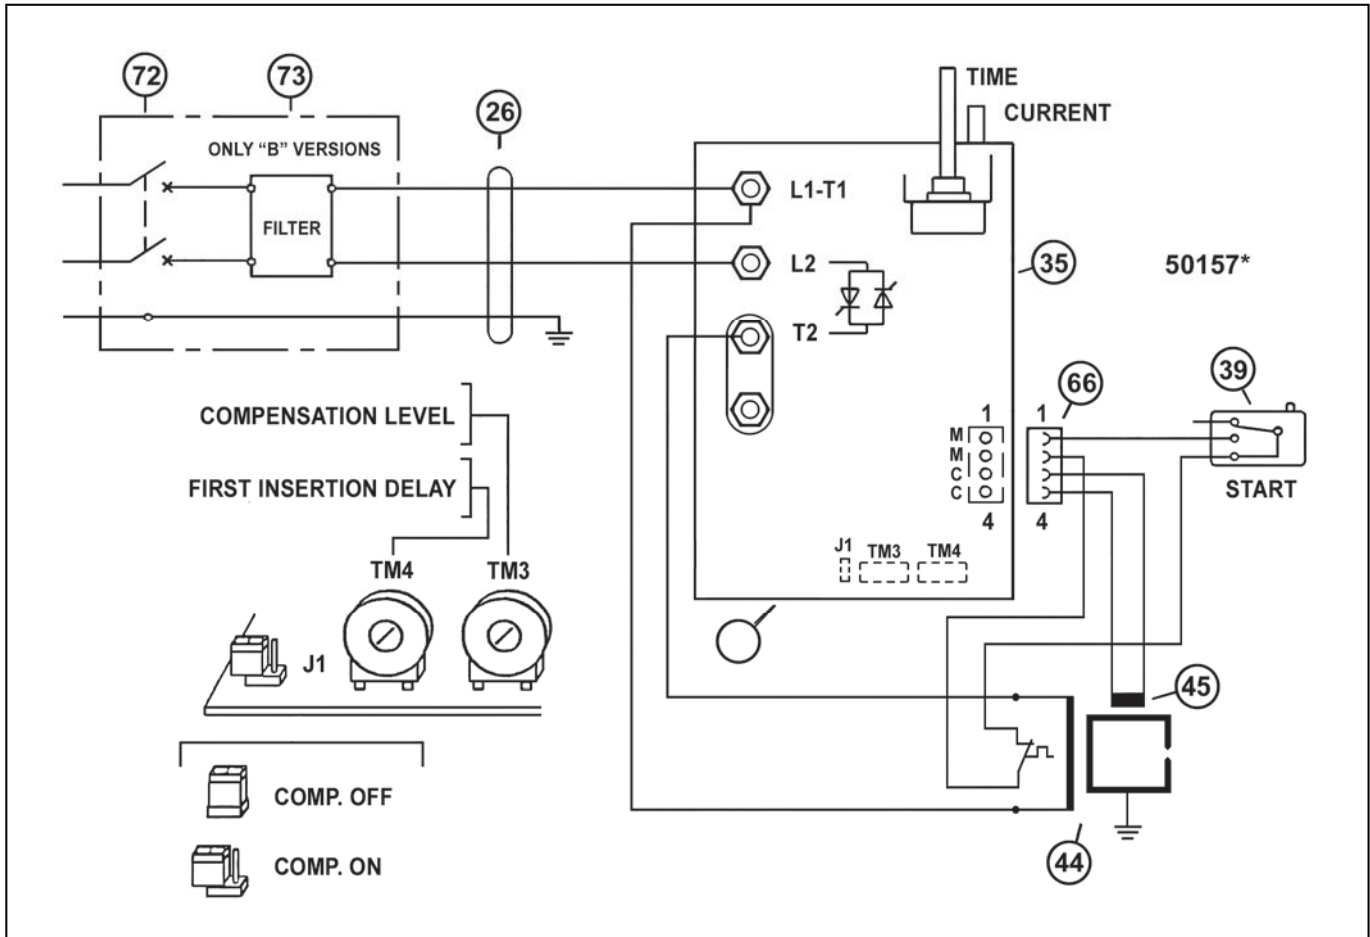 72
73
26
TIME
CURRENT
ONLY “B” VERSIONS
FILTER
L1-T1
L2
T2
35
50157*
66
39
COMPENSATION LEVEL
FIRST INSERTION DELAY
1
1
M
M
C
C
4
4
START
J1
TM3
TM4
TM4
TM3
J1
45
COMP. OFF
COMP. ON
44